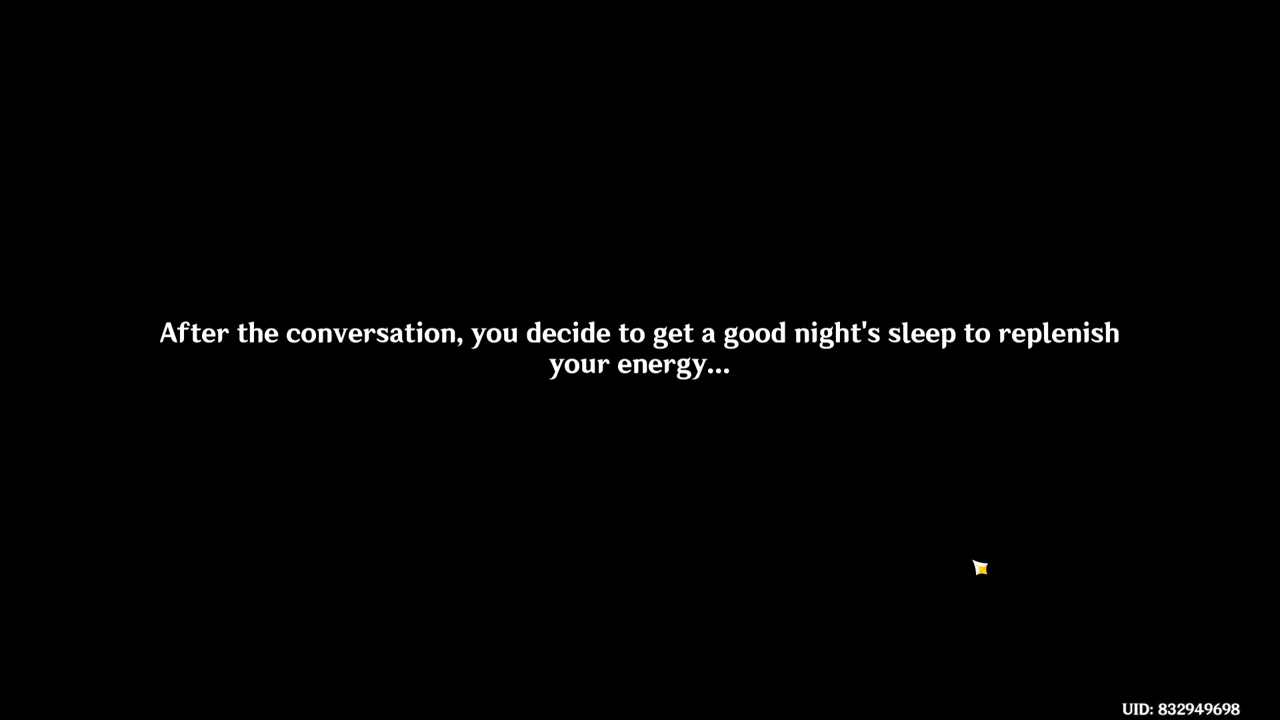 After the conversation, you decide to get a good night's sleep to replenish
your energy...
UID: 832949698